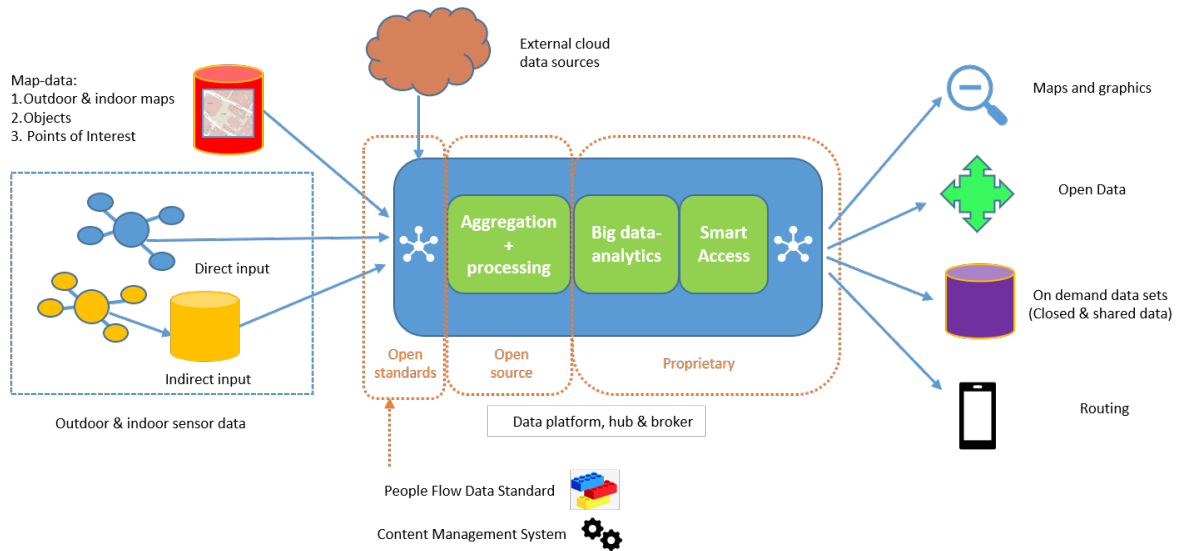 External cloud
data sources
Map-data:
1.Outdoor & indoor maps
2.Objects
3. Points of Interest
Direct input
Indirect input
Outdoor & indoor sensor data
Aggregation
+
processing
Big data-
analytics
Smart
Access
Open
standards
Open
source
Proprietary
Data platform, hub & broker
People Flow Data Standard
Content Management System
Maps and graphics
Open Data
On demand data sets
(Closed & shared data)
Routing